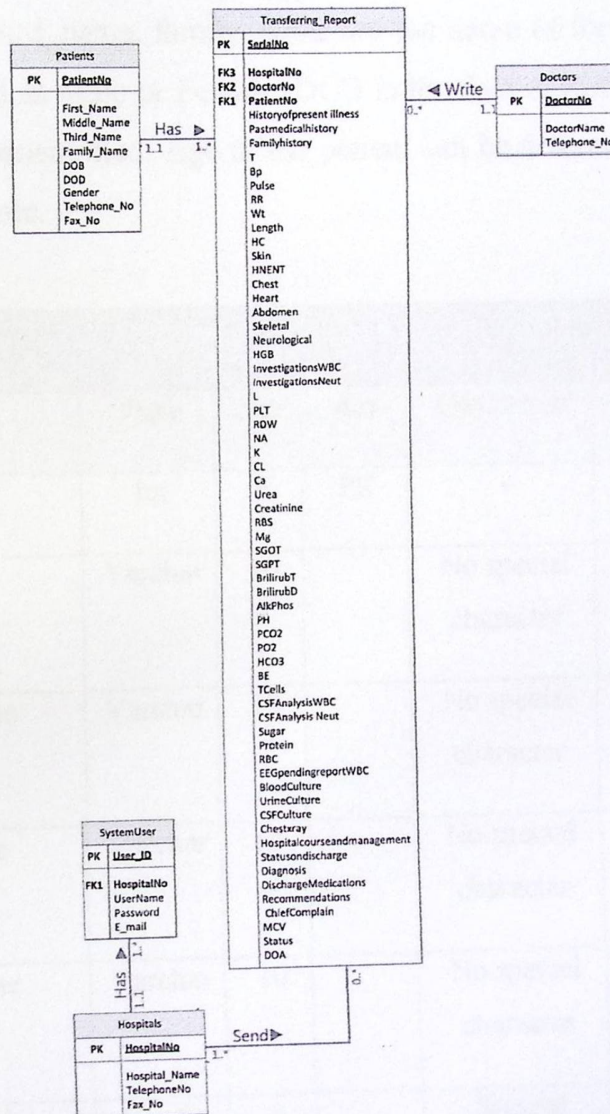 Transferring_Report
PK SerialNo
FK3 HospitalNo
FK2 DoctorNo
FK1 PatientNo
Historyofpresent illness
Pastmedicalhistory
Familyhistory
T
Bp
Pulse
RR
Wt
Length
HC
Skin
HNENT
Chest
Heart
Abdomen
Skeletal
Neurological
HGB
InvestigationsWBC
InvestigationsNeut
L
PLT
RDW
NA
K
CL
Ca
Urea
Creatinine
RBS
Mg
SGOT
SGPT
BrilirubT
BrilirubD
AlkPhos
PH
PCO2
PO2
HCO3
BE
TCells
CSFAnalysisWBC
CSFAnalysis Neut
Sugar
Protein
RBC
EEGpendingreportWBC
BloodCulture
UrineCulture
CSFCulture
Chestxray
Hospitalcourseandmanagement
Statusondischarge
Diagnosis
DischargeMedications
Recommendations
ChiefComplain
MCV
Status
DOA
Patients
PK PatientNo
First_Name
Middle_Name
Third_Name
Family_Name
DOB
DOD
Gender
Telephone_No
Fax_No
Has
1..1 1..*
Doctors
PK DoctorNo
DoctorName
Telephone_No
Write
0..* 1..1
SystemUser
PK User_ID
FK1 HospitalNo
UserName
Password
E_mail
Has
1..*
1..1
Hospitals
PK HospitalNo
Hospital_Name
TelephoneNo
Fax_No
Send
1..*
0..*